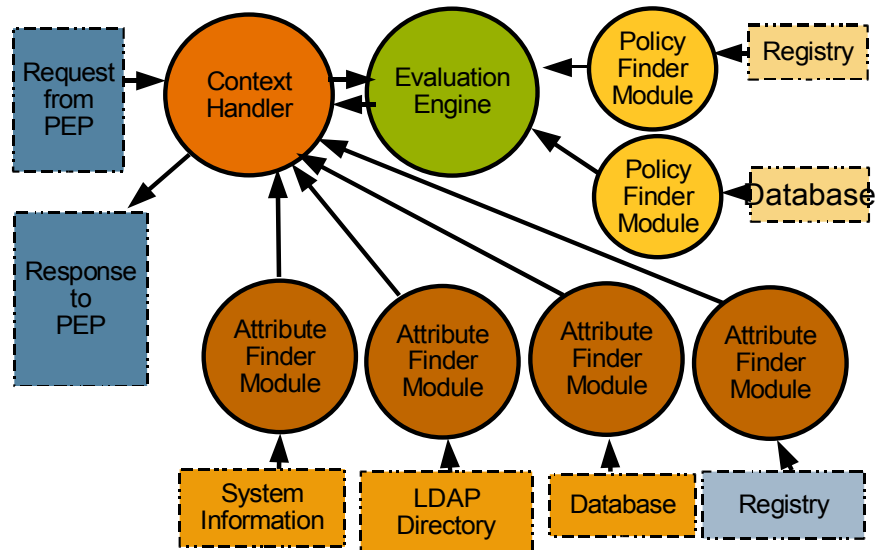 Request
from
PEP
Context
Handler
Evaluation
Engine
Policy
Finder
Module
Registry
Policy
Finder
Module
Database
Response
to
PEP
Attribute
Finder
Module
Attribute
Finder
Module
Attribute
Finder
Module
Attribute
Finder
Module
System
Information
LDAP
Directory
Database
Registry